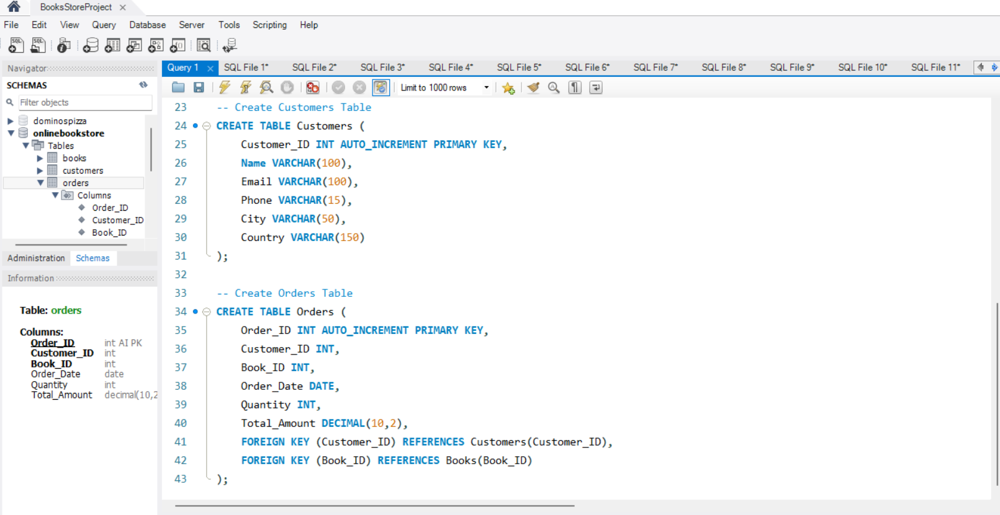 BooksStoreProject
File Edit View Query Database Server Tools Scripting Help
Navigator
SCHEMAS
Filter objects
dominospizza
onlinebookstore
Tables
books
customers
orders
Columns
Order_ID
Customer_ID
Book_ID
Administration Schemas
Information
Table: orders
Columns:
Order_ID int AI PK
Customer_ID int
Book_ID int
Order_Date date
Quantity int
Total_Amount decimal(10,2
Query 1 SQL File 1* SQL File 2* SQL File 3* SQL File 4* SQL File 5* SQL File 6* SQL File 7* SQL File 8* SQL File 9* SQL File 10* SQL File 11*
Limit to 1000 rows
23 -- Create Customers Table
24 CREATE TABLE Customers (
25 Customer_ID INT AUTO_INCREMENT PRIMARY KEY,
26 Name VARCHAR(100),
27 Email VARCHAR(100),
28 Phone VARCHAR(15),
29 City VARCHAR(50),
30 Country VARCHAR(150)
31 );
32
33 -- Create Orders Table
34 CREATE TABLE Orders (
35 Order_ID INT AUTO_INCREMENT PRIMARY KEY,
36 Customer_ID INT,
37 Book_ID INT,
38 Order_Date DATE,
39 Quantity INT,
40 Total_Amount DECIMAL(10,2),
41 FOREIGN KEY (Customer_ID) REFERENCES Customers(Customer_ID),
42 FOREIGN KEY (Book_ID) REFERENCES Books(Book_ID)
43 );